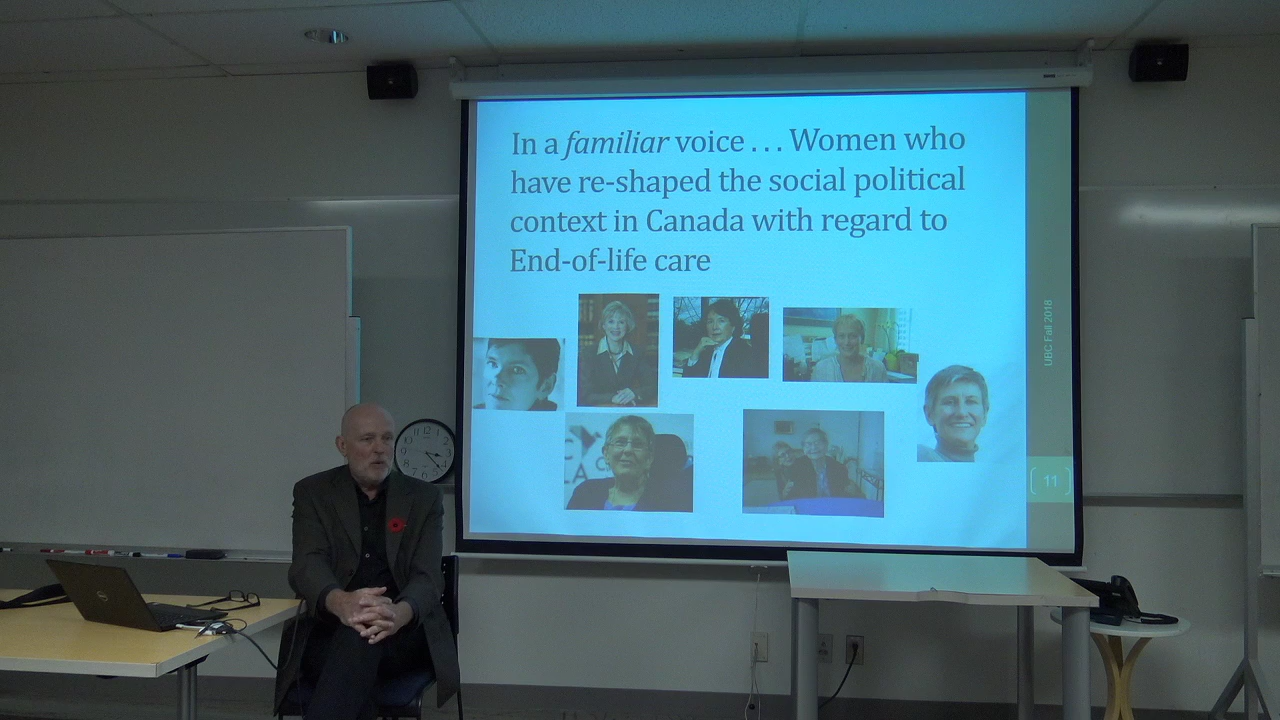 In a familiar voice . . . Women who
have re-shaped the social political
context in Canada with regard to
End-of-life care
UBC Fall 2018
11
DELL